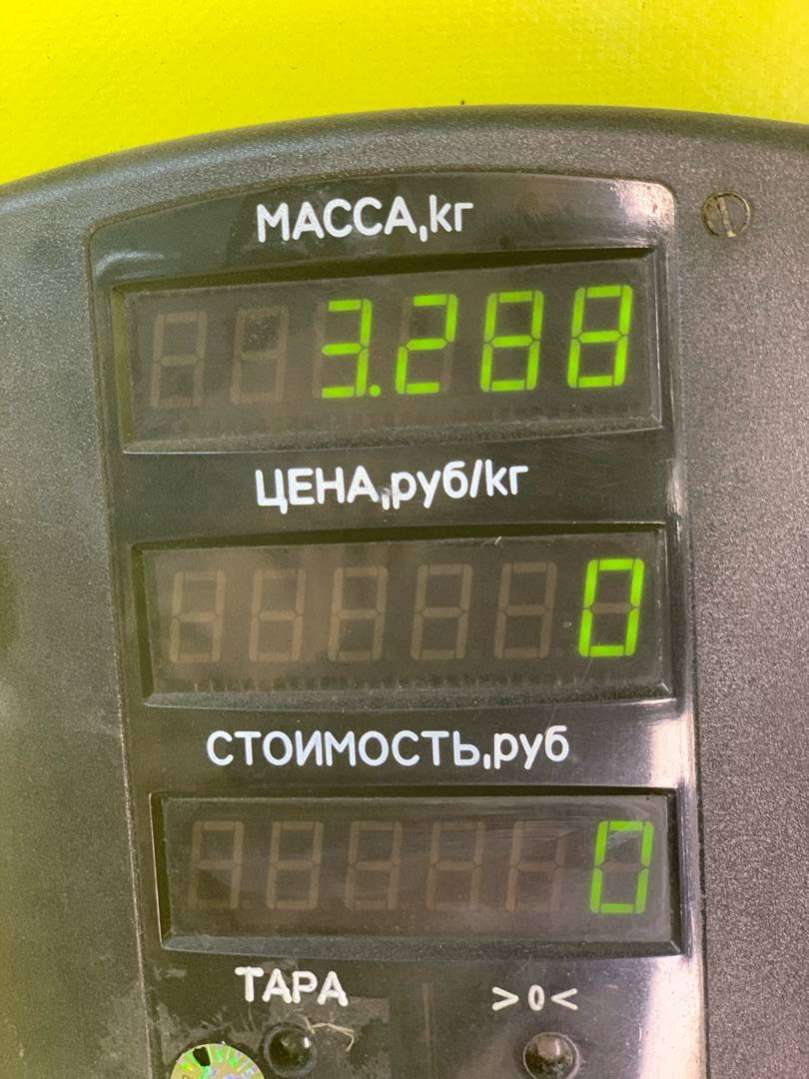 МАССА,кг
3.288
ЦЕНА,руб/кг
0
СТОИМОСТЬ,руб
0
ТАРА >0<